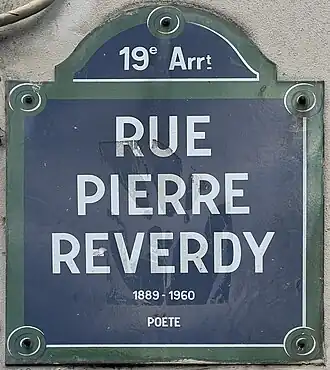 19e Arrt
RUE
PIERRE
REVERDY
1889 - 1960
POETE